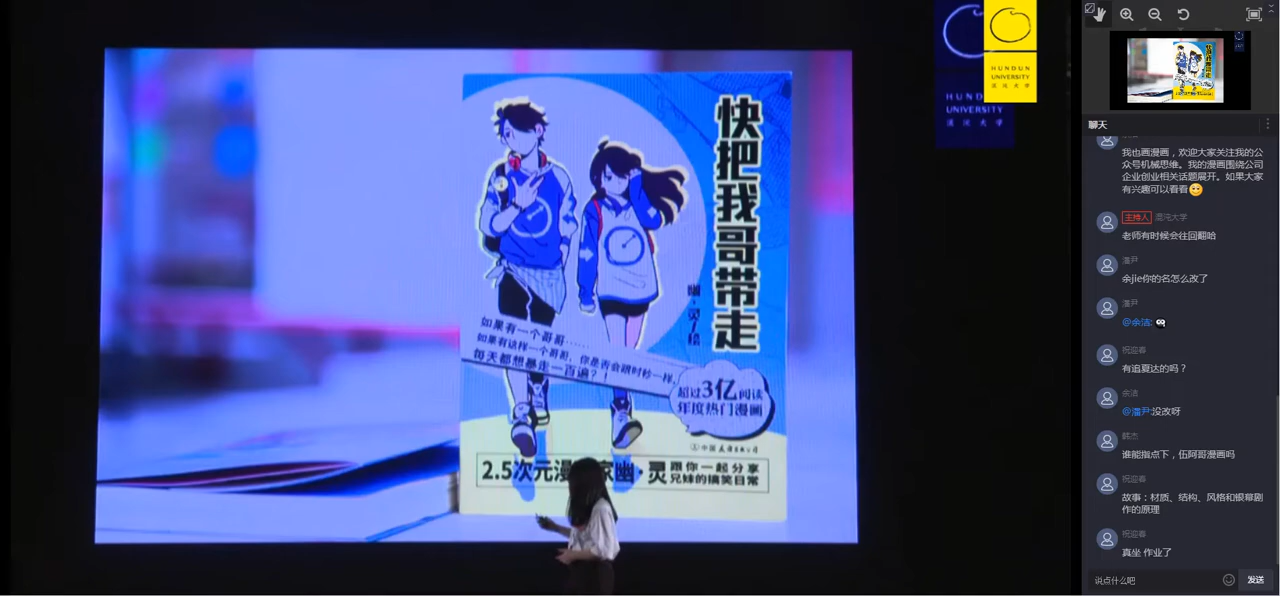 HUNDUN
UNIVERSITY
混沌大学
HUNDUN
UNIVERSITY
混沌大学
快把我哥带走
幽·灵/绘
如果有一个哥哥……
如果有这样一个哥哥，你是否会跟时秒一样，
每天都想暴走一百遍？！
超过3亿阅读
年度热门漫画
2.5次元漫 家幽·灵
跟你一起分享
兄妹的搞笑日常
聊天
我也画漫画，欢迎大家关注我的公
众号机械思维。我的漫画围绕公司
企业创业相关话题展开。如果大家
有兴趣可以看看
主持人 混沌大学
老师有时候会往回翻哈
潘尹
余jie你的名怎么改了
潘尹
@余洁:
祝迎春
有追夏达的吗？
余洁
@潘尹:没改呀
韩杰
谁能指点下，伍阿哥漫画吗
祝迎春
故事：材质、结构、风格和银幕剧
作的原理
祝迎春
真坐 作业了
说点什么吧
发送